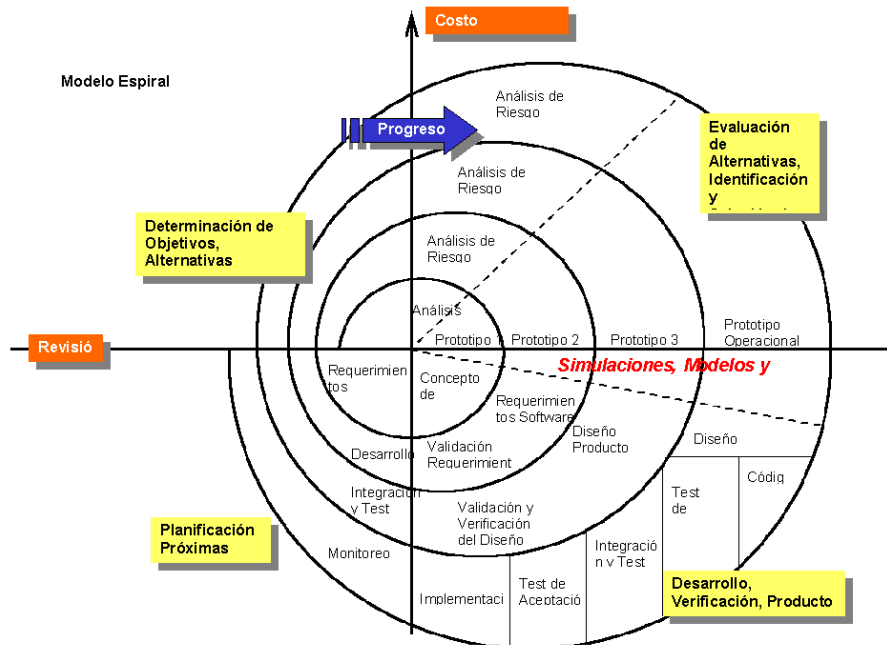 Costo
Modelo Espiral
Análisis de
Riesgo
Progreso
Evaluación
de
Alternativas,
Identificación
y
Análisis de
Riesgo
Determinación de
Objetivos,
Alternativas
Análisis de
Riesgo
Análisis
Prototipo
Prototipo 2
Prototipo 3
Prototipo
Operacional
Revisió
Simulaciones, Modelos y
Requerimien
tos
Concepto
de
Requerimien
tos Software
Diseño
Producto
Diseño
Desarrollo
Validación
Requerimient
Códig
Integración
y Test
Test
de
Validación y
Verificación
del Diseño
Planificación
Próximas
Monitoreo
Integració
n y Test
Desarrollo,
Verificación, Producto
Implementaci
Test de
Aceptació